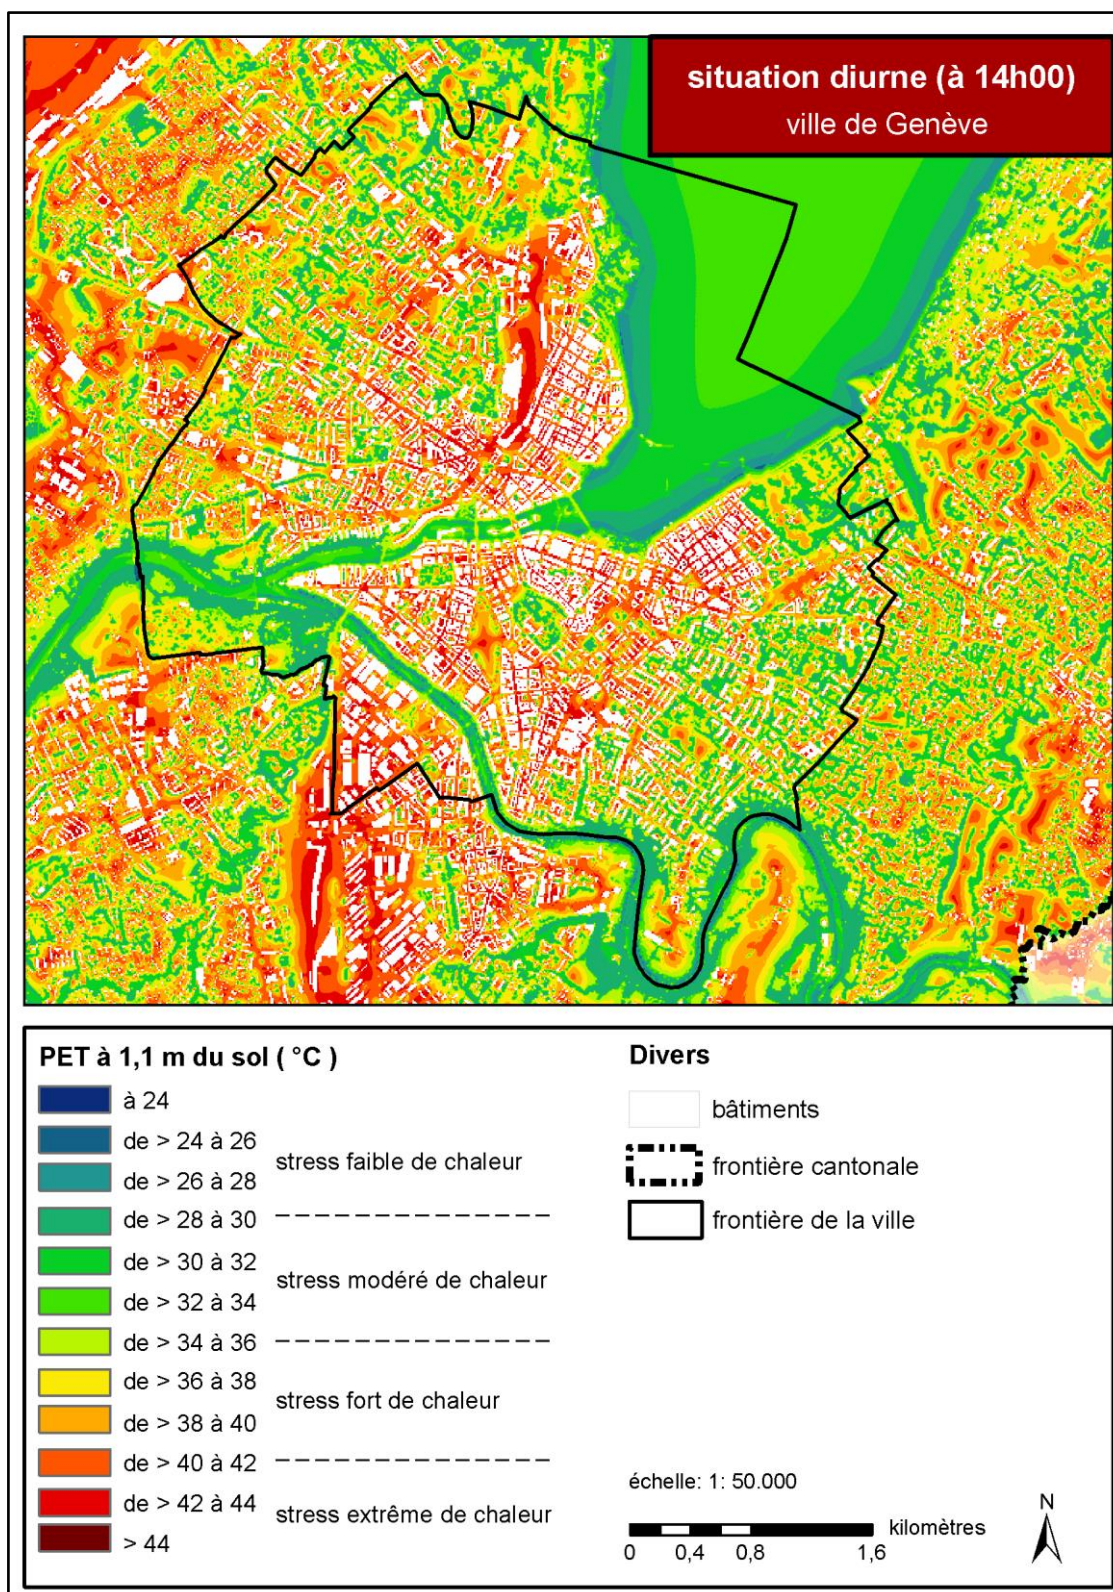 situation diurne (à 14h00)
ville de Genève
PET à 1,1 m du sol ( °C )
à 24
de > 24 à 26
de > 26 à 28
de > 28 à 30
de > 30 à 32
de > 32 à 34
de > 34 à 36
de > 36 à 38
de > 38 à 40
de > 40 à 42
de > 42 à 44
> 44
stress faible de chaleur
stress modéré de chaleur
stress fort de chaleur
stress extrême de chaleur
Divers
bâtiments
frontière cantonale
frontière de la ville
échelle: 1: 50.000
kilomètres
0 0,4 0,8 1,6
N